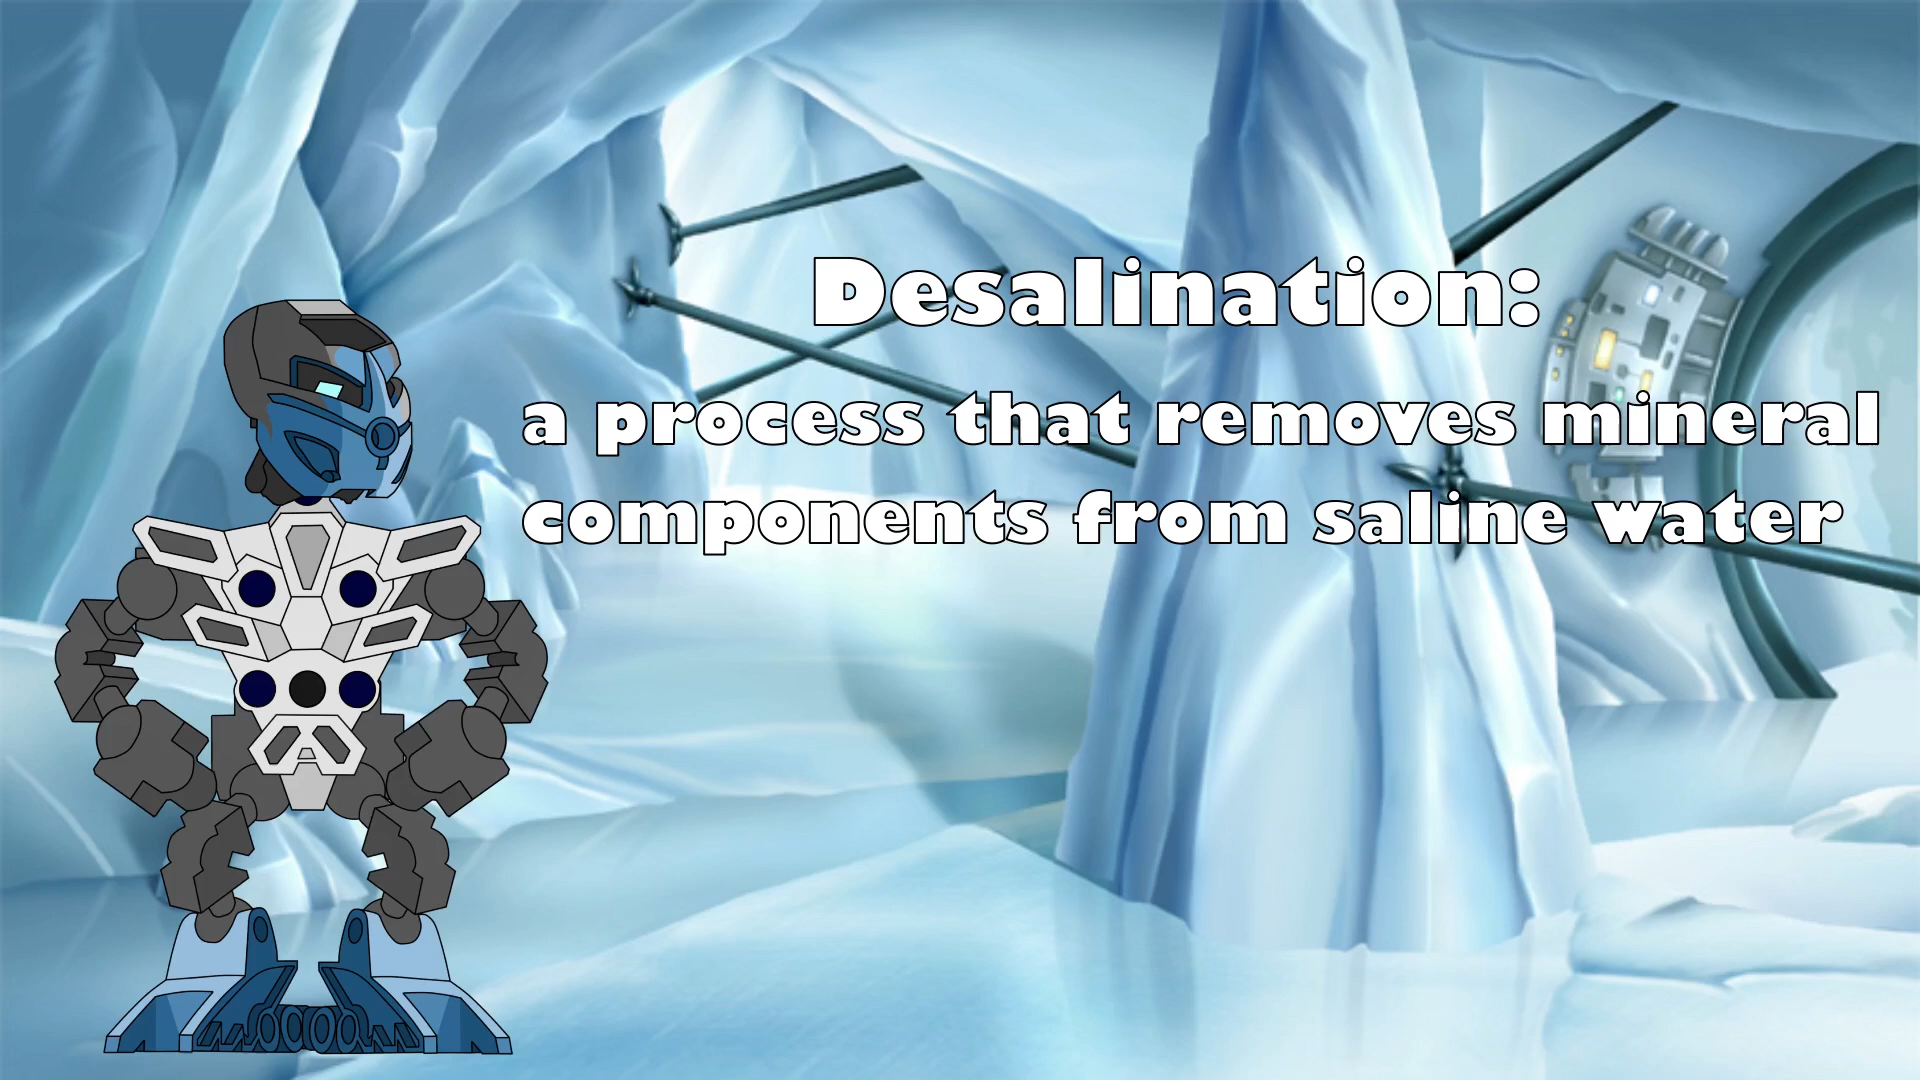 Desalination:
a process that removes mineral
components from saline water